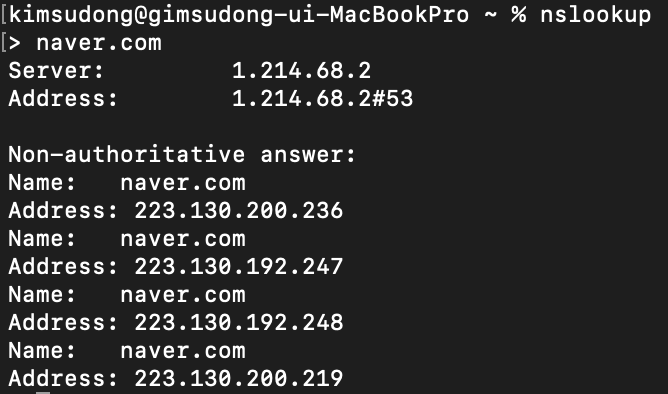 [kimsudong@gimsudong-ui-MacBookPro ~ % nslookup
[> naver.com
Server:         1.214.68.2
Address:        1.214.68.2#53

Non-authoritative answer:
Name:   naver.com
Address: 223.130.200.236
Name:   naver.com
Address: 223.130.192.247
Name:   naver.com
Address: 223.130.192.248
Name:   naver.com
Address: 223.130.200.219